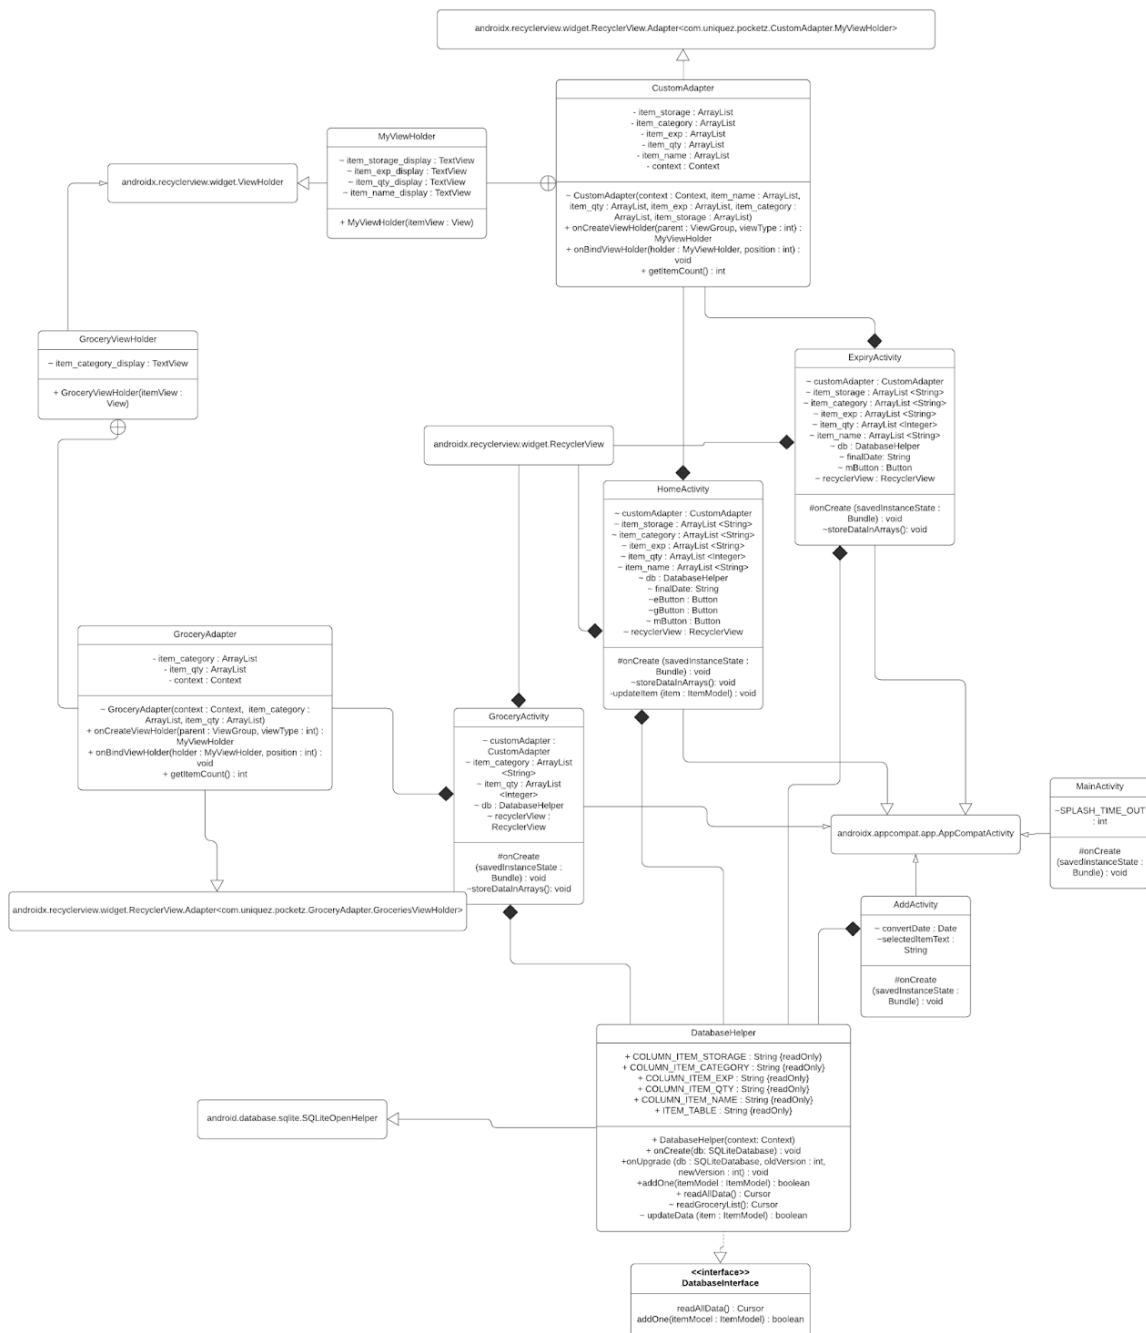 androidx.recyclerview.widget.RecyclerView.Adapter<com.uniquez.pocketz.CustomAdapter.MyViewHolder>
CustomAdapter
- item_storage : ArrayList
- item_category : ArrayList
- item_exp : ArrayList
- item_qty : ArrayList
- item_name : ArrayList
- context : Context
~ CustomAdapter(context : Context, item_name : ArrayList,
item_qty : ArrayList, item_exp : ArrayList, item_category :
ArrayList, item_storage : ArrayList)
+ onCreateViewHolder(parent : ViewGroup, viewType : int) :
MyViewHolder
+ onBindViewHolder(holder : MyViewHolder, position : int) :
void
+ getItemCount() : int
MyViewHolder
~ item_storage_display : TextView
~ item_exp_display : TextView
~ item_qty_display : TextView
~ item_name_display : TextView
+ MyViewHolder(itemView : View)
androidx.recyclerview.widget.ViewHolder
GroceryViewHolder
~ item_category_display : TextView
+ GroceryViewHolder(itemView :
View)
ExpiryActivity
~ customAdapter : CustomAdapter
~ item_storage : ArrayList <String>
~ item_category : ArrayList <String>
~ item_exp : ArrayList <String>
~ item_qty : ArrayList <Integer>
~ item_name : ArrayList <String>
~ db : DatabaseHelper
~ finalDate: String
~ mButton : Button
~ recyclerView : RecyclerView
#onCreate (savedInstanceState :
Bundle) : void
~storeDataInArrays(): void
androidx.recyclerview.widget.RecyclerView
HomeActivity
~ customAdapter : CustomAdapter
~ item_storage : ArrayList <String>
~ item_category : ArrayList <String>
~ item_exp : ArrayList <String>
~ item_qty : ArrayList <Integer>
~ item_name : ArrayList <String>
~ db : DatabaseHelper
~ finalDate: String
~eButton : Button
~gButton : Button
~ mButton : Button
~ recyclerView : RecyclerView
#onCreate (savedInstanceState :
Bundle) : void
~storeDataInArrays(): void
-updateItem (item : ItemModel) : void
GroceryAdapter
- item_category : ArrayList
- item_qty : ArrayList
- context : Context
~ GroceryAdapter(context : Context, item_category :
ArrayList, item_qty : ArrayList)
+ onCreateViewHolder(parent : ViewGroup, viewType : int) :
MyViewHolder
+ onBindViewHolder(holder : MyViewHolder, position : int) :
void
+ getItemCount() : int
GroceryActivity
~ customAdapter :
CustomAdapter
~ item_category : ArrayList
<String>
~ item_qty : ArrayList
<Integer>
~ db : DatabaseHelper
~ recyclerView :
RecyclerView
#onCreate
(savedInstanceState :
Bundle) : void
~storeDataInArrays(): void
MainActivity
~SPLASH_TIME_OUT
: int
#onCreate
(savedInstanceState :
Bundle) : void
androidx.appcompat.app.AppCompatActivity
androidx.recyclerview.widget.RecyclerView.Adapter<com.uniquez.pocketz.GroceryAdapter.GroceriesViewHolder>
AddActivity
~ convertDate : Date
~selectedItemText :
String
#onCreate
(savedInstanceState :
Bundle) : void
DatabaseHelper
+ COLUMN_ITEM_STORAGE : String {readOnly}
+ COLUMN_ITEM_CATEGORY : String {readOnly}
+ COLUMN_ITEM_EXP : String {readOnly}
+ COLUMN_ITEM_QTY : String {readOnly}
+ COLUMN_ITEM_NAME : String {readOnly}
+ ITEM_TABLE : String {readOnly}
+ DatabaseHelper(context: Context)
+ onCreate(db: SQLiteDatabase) : void
+onUpgrade (db : SQLiteDatabase, oldVersion : int,
newVersion : int) : void
+addOne(itemModel : ItemModel) : boolean
+ readAllData() : Cursor
~ readGroceryList(): Cursor
~ updateData (item : ItemModel) : boolean
android.database.sqlite.SQLiteOpenHelper
<<interface>>
DatabaseInterface
readAllData() : Cursor
addOne(itemMocel : ItemModel) : boolean